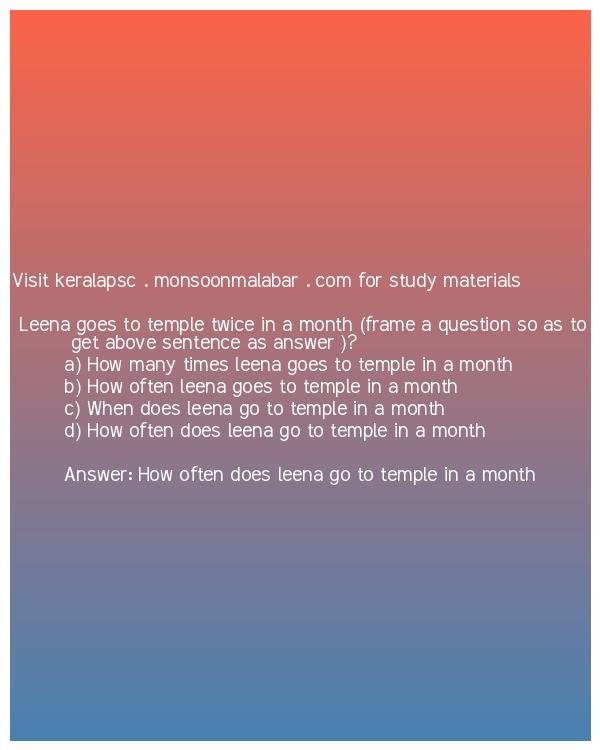 Visit keralapsc . monsoonmalabar . com for study materials
Leena goes to temple twice in a month (frame a question so as to
get above sentence as answer )?
a) How many times leena goes to temple in a month
b) How often leena goes to temple in a month
c) When does leena go to temple in a month
d) How often does leena go to temple in a month
Answer: How often does leena go to temple in a month